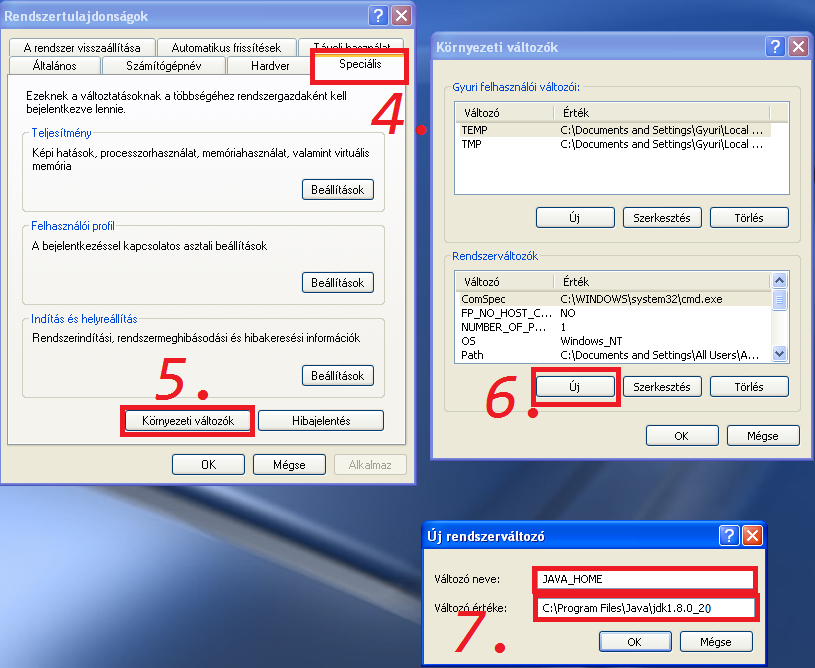 Rendszertulajdonságok
A rendszer visszaállítása
Automatikus frissítések
Távoli használat
Általános
Számítógépnév
Hardver
Speciális
4.
Ezeknek a változtatásoknak a többségéhez rendszergazdaként kell
bejelentkezve lennie.
Teljesítmény
Képi hatások, processzorhasználat, memóriahasználat, valamint virtuális
memória
Beállítások
Felhasználói profil
A bejelentkezéssel kapcsolatos asztali beállítások
Beállítások
Indítás és helyreállítás
Rendszerindítási, rendszermeghibásodási és hibakeresési információk
Beállítások
5.
Környezeti változók
Hibajelentés
OK
Mégse
Alkalmaz
Környezeti változók
Gyuri felhasználói változói:
Változó Érték
TEMP C:\Documents and Settings\Gyuri\Local ...
TMP C:\Documents and Settings\Gyuri\Local ...
Új
Szerkesztés
Törlés
Rendszerváltozók
Változó Érték
ComSpec C:\WINDOWS\system32\cmd.exe
FP_NO_HOST_C... NO
NUMBER_OF_P... 1
OS Windows_NT
Path C:\Documents and Settings\All Users\A...
6.
Új
Szerkesztés
Törlés
OK
Mégse
Új rendszerváltozó
Változó neve: JAVA_HOME
Változó értéke: C:\Program Files\Java\jdk1.8.0_20
7.
OK
Mégse